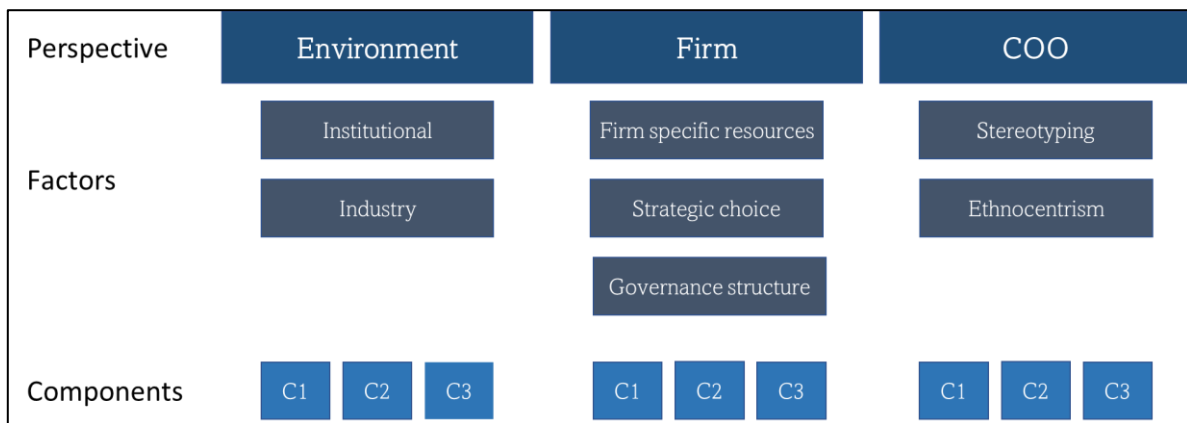 Perspective Environment Firm COO
Institutional Firm specific resources Stereotyping
Factors
Industry Strategic choice Ethnocentrism
Governance structure
Components C1 C2 C3 C1 C2 C3 C1 C2 C3